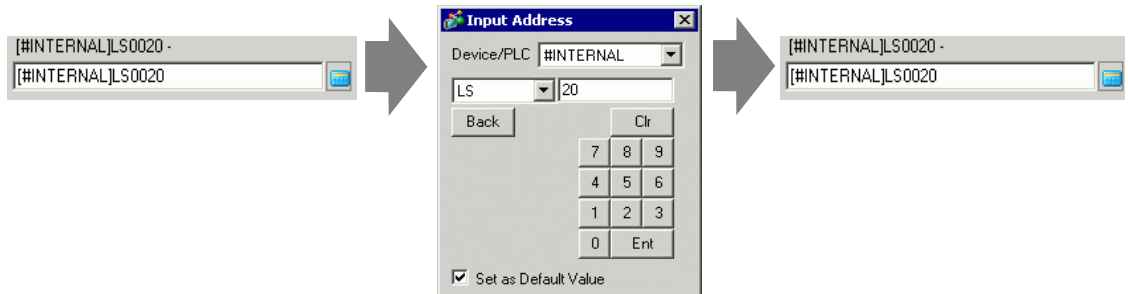 [#INTERNAL]LS0020 -
[#INTERNAL]LS0020
Input Address
Device/PLC #INTERNAL
LS 20
Back Clr
7 8 9
4 5 6
1 2 3
0 Ent
Set as Default Value
[#INTERNAL]LS0020 -
[#INTERNAL]LS0020